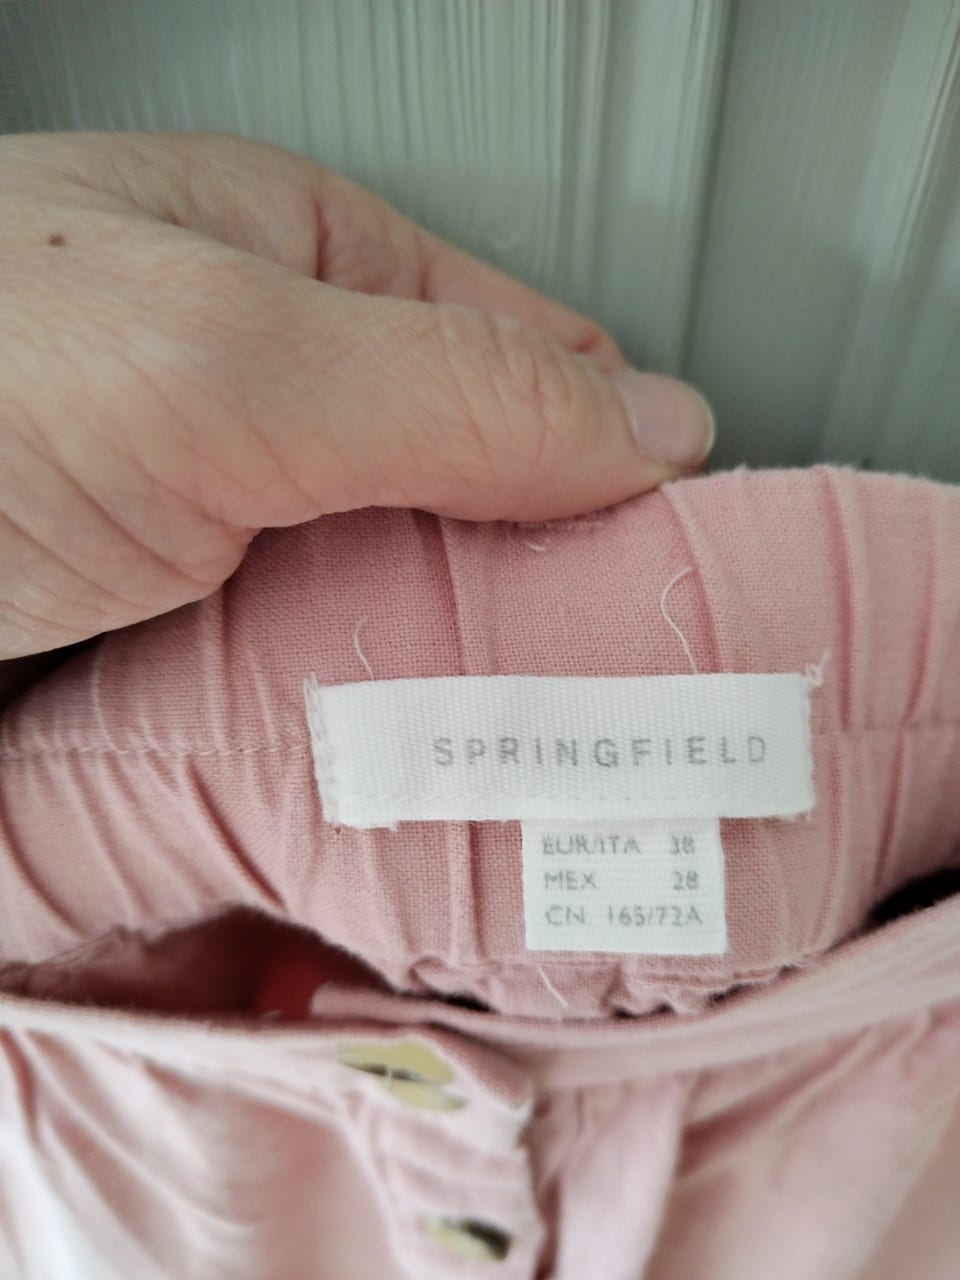 SPRINGFIELD
EUR/ITA 38
MEX 28
CN 165/72A